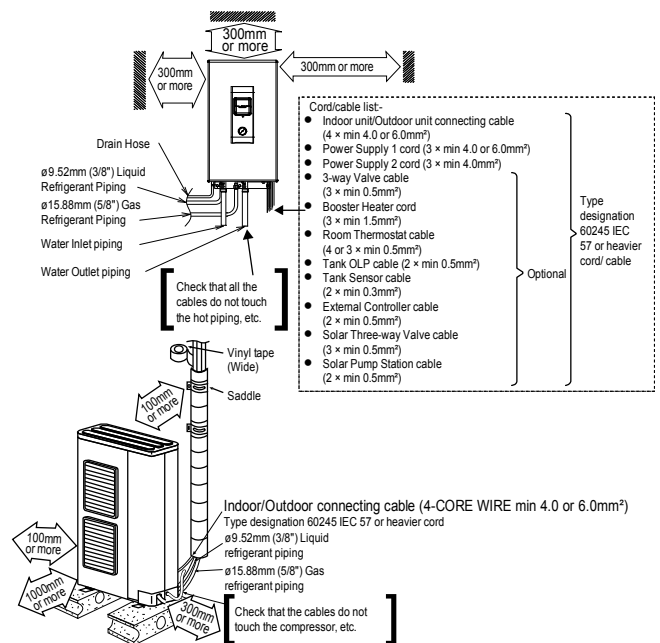 300mm
or more
300mm
or more
300mm
or more
Drain Hose
ø9.52mm (3/8") Liquid
Refrigerant Piping
ø15.88mm (5/8") Gas
Refrigerant Piping
Water Inlet piping
Water Outlet piping
Check that all the
cables do not touch
the hot piping, etc.
Cord/cable list:-
● Indoor unit/Outdoor unit connecting cable
(4 × min 4.0 or 6.0mm²)
● Power Supply 1 cord (3 × min 4.0 or 6.0mm²)
● Power Supply 2 cord (3 × min 4.0mm²)
● 3-way Valve cable
(3 × min 0.5mm²)
● Booster Heater cord
(3 × min 1.5mm²)
● Room Thermostat cable
(4 or 3 × min 0.5mm²)
● Tank OLP cable (2 × min 0.5mm²)
● Tank Sensor cable
(2 × min 0.3mm²)
● External Controller cable
(2 × min 0.5mm²)
● Solar Three-way Valve cable
(3 × min 0.5mm²)
● Solar Pump Station cable
(2 × min 0.5mm²)
Optional
Type
designation
60245 IEC
57 or heavier
cord/ cable
Vinyl tape
(Wide)
Saddle
100mm
or more
Indoor/Outdoor connecting cable (4-CORE WIRE min 4.0 or 6.0mm²)
Type designation 60245 IEC 57 or heavier cord
ø9.52mm (3/8") Liquid
refrigerant piping
ø15.88mm (5/8") Gas
refrigerant piping
100mm
or more
1000mm
or more
300mm
or more
Check that the cables do not
touch the compressor, etc.